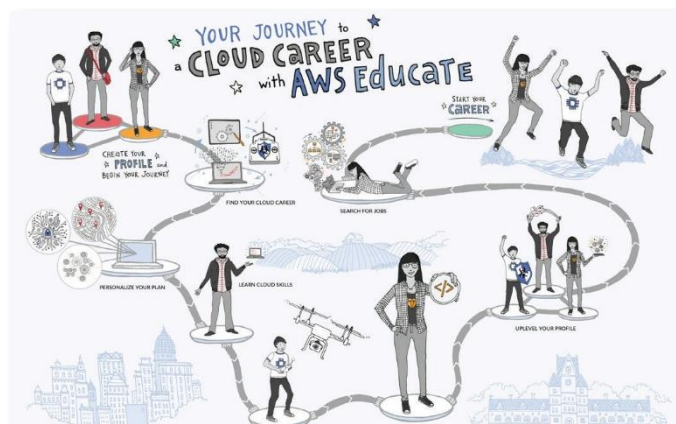 YOUR JOURNEY to
a CLOUD CAREER
with AWS EDUCATE
CREATE YOUR
PROFILE and
BEGIN YOUR JOURNEY
FIND YOUR CLOUD CAREER
PERSONALIZE YOUR PLAN
LEARN CLOUD SKILLS
</>
UPLEVEL YOUR PROFILE
SEARCH FOR JOBS
START YOUR
CAREER